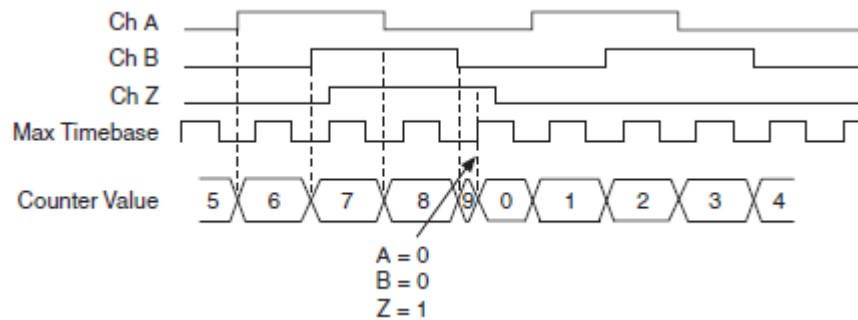 Ch A
Ch B
Ch Z
Max Timebase
Counter Value 5 6 7 8 9 0 1 2 3 4
A = 0
B = 0
Z = 1